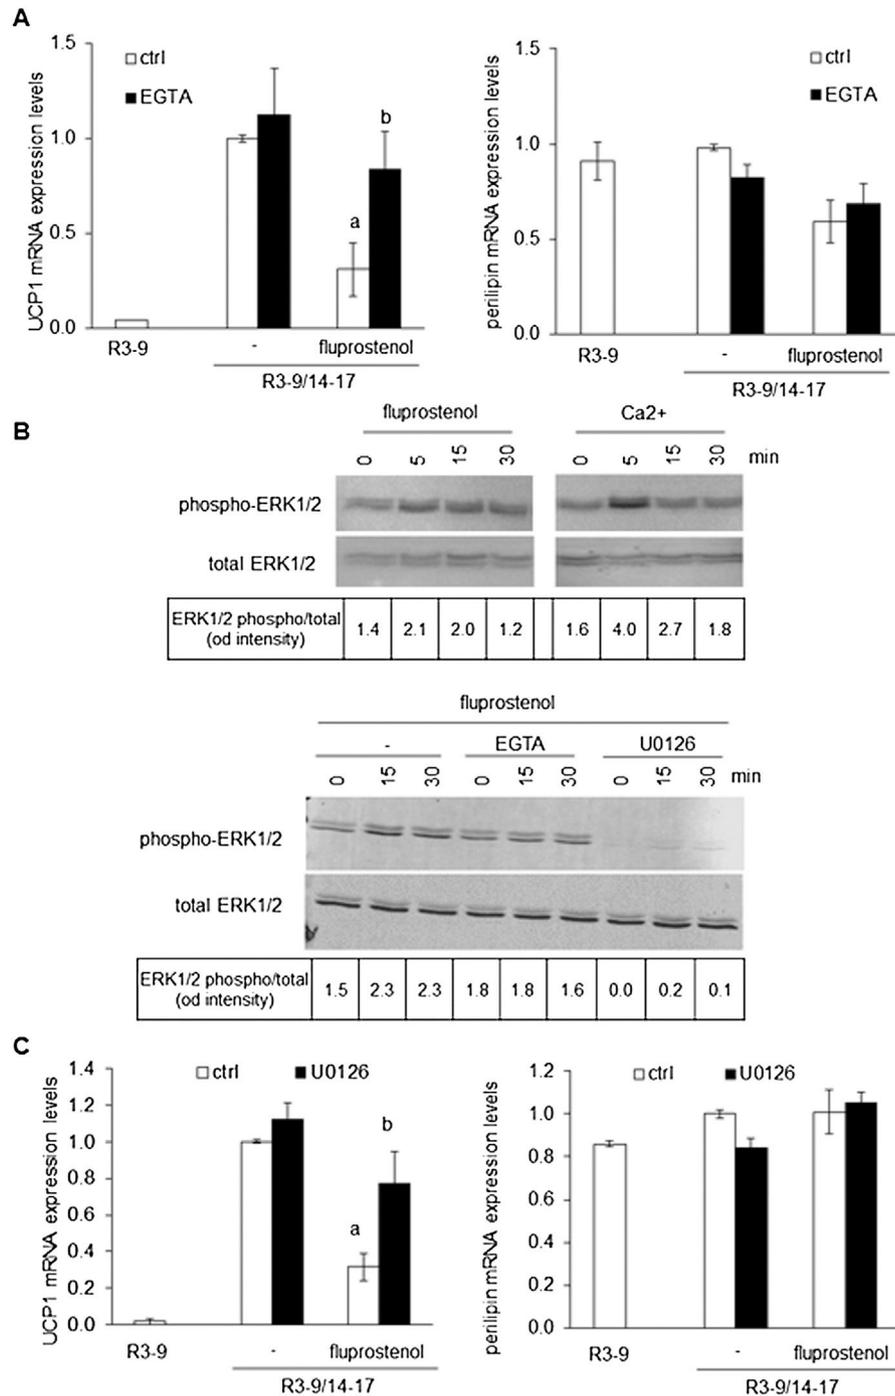 A
1.5
1.0
0.5
0.0
UCP1 mRNA expression levels
ctrl
EGTA
a
b
R3-9
-
fluprostenol
R3-9/14-17
1.5
1.0
0.5
0.0
perilipin mRNA expression levels
ctrl
EGTA
R3-9
-
fluprostenol
R3-9/14-17
B
fluprostenol
Ca2+
0 5 15 30 0 5 15 30 min
phospho-ERK1/2
total ERK1/2
ERK1/2 phospho/total
(od intensity)
1.4 2.1 2.0 1.2 1.6 4.0 2.7 1.8
fluprostenol
- EGTA U0126
0 15 30 0 15 30 0 15 30 min
phospho-ERK1/2
total ERK1/2
ERK1/2 phospho/total
(od intensity)
1.5 2.3 2.3 1.8 1.8 1.6 0.0 0.2 0.1
C
1.4
1.2
1.0
0.8
0.6
0.4
0.2
0.0
UCP1 mRNA expression levels
ctrl
U0126
a
b
R3-9
-
fluprostenol
R3-9/14-17
1.2
1.0
0.8
0.6
0.4
0.2
0.0
perilipin mRNA expression levels
ctrl
U0126
R3-9
-
fluprostenol
R3-9/14-17